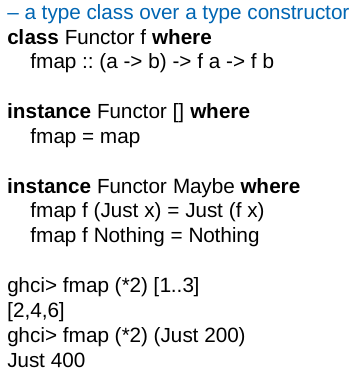 – a type class over a type constructor
class Functor f where
fmap :: (a -> b) -> f a -> f b
instance Functor [] where
fmap = map
instance Functor Maybe where
fmap f (Just x) = Just (f x)
fmap f Nothing = Nothing
ghci> fmap (*2) [1..3]
[2,4,6]
ghci> fmap (*2) (Just 200)
Just 400